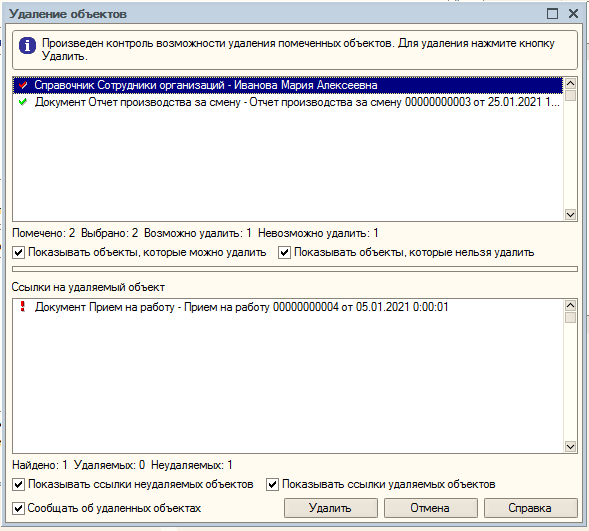 Удаление объектов
Произведен контроль возможности удаления помеченных объектов. Для удаления нажмите кнопку
Удалить.
Справочник Сотрудники организаций - Иванова Мария Алексеевна
Документ Отчет производства за смену - Отчет производства за смену 00000000003 от 25.01.2021 1...
Помечено: 2 Выбрано: 2 Возможно удалить: 1 Невозможно удалить: 1
Показывать объекты, которые можно удалить Показывать объекты, которые нельзя удалить
Ссылки на удаляемый объект
Документ Прием на работу - Прием на работу 00000000004 от 05.01.2021 0:00:01
Найдено: 1 Удаляемых: 0 Неудаляемых: 1
Показывать ссылки неудаляемых объектов Показывать ссылки удаляемых объектов
Сообщать об удаленных объектах Удалить Отмена Справка